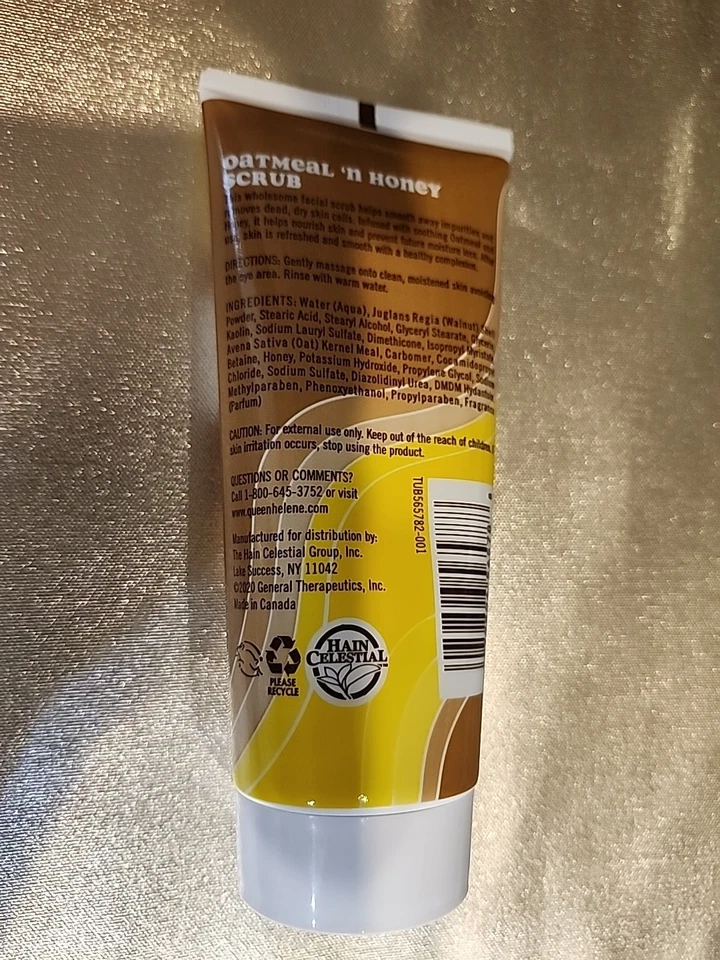 OATMEAL 'N HONEY
SCRUB
This wholesome facial scrub helps smooth away impurities and
removes dead, dry skin cells. Infused with soothing Oatmeal and
Honey, it helps nourish skin and prevent future moisture loss. After
use, skin is refreshed and smooth with a healthy complexion.
DIRECTIONS: Gently massage onto clean, moistened skin avoiding
the eye area. Rinse with warm water.
INGREDIENTS: Water (Aqua), Juglans Regia (Walnut) Shell
Powder, Stearic Acid, Stearyl Alcohol, Glyceryl Stearate, Glycerin,
Kaolin, Sodium Lauryl Sulfate, Dimethicone, Isopropyl Myristate,
Avena Sativa (Oat) Kernel Meal, Carbomer, Cocamidopropyl
Betaine, Honey, Potassium Hydroxide, Propylene Glycol, Sodium
Chloride, Sodium Sulfate, Diazolidinyl Urea, DMDM Hydantoin,
Methylparaben, Phenoxyethanol, Propylparaben, Fragrance
(Parfum)
CAUTION: For external use only. Keep out of the reach of children.
skin irritation occurs, stop using the product.
QUESTIONS OR COMMENTS?
Call 1-800-645-3752 or visit
www.queenhelene.com
Manufactured for distribution by:
The Hain Celestial Group, Inc.
Lake Success, NY 11042
©2020 General Therapeutics, Inc.
Made in Canada
TUB565782-001
PLEASE
RECYCLE
HAIN
CELESTIAL